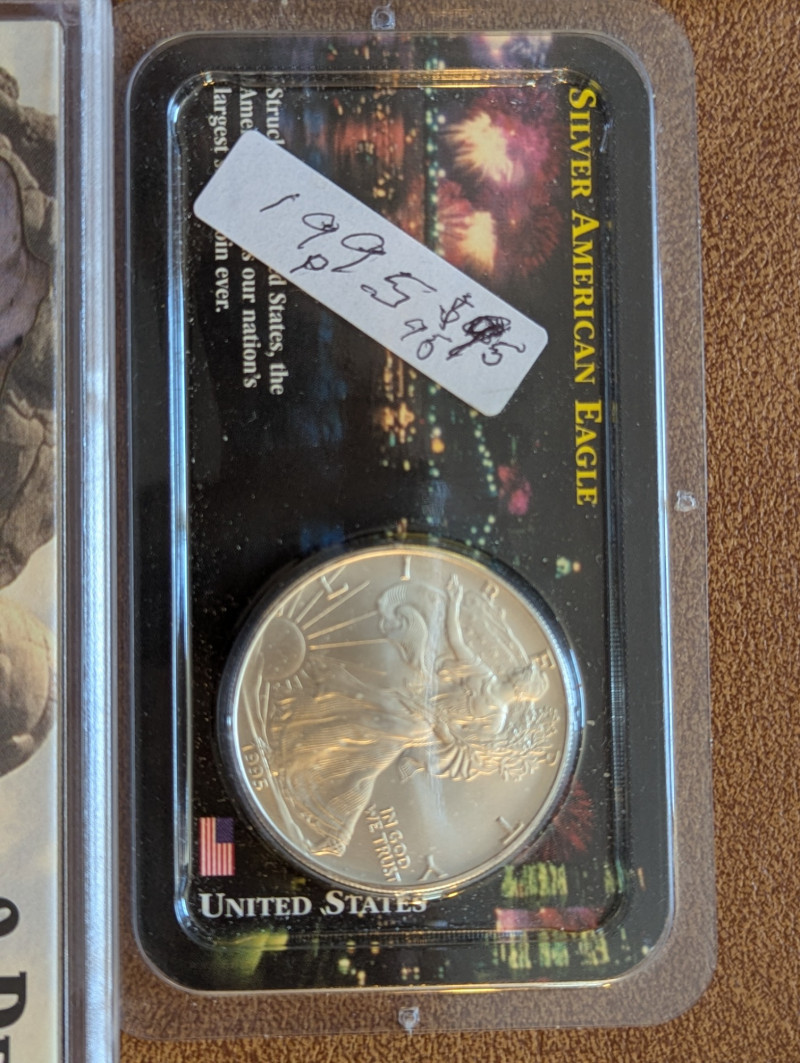 SILVER AMERICAN EAGLE
Struck d States, the
Ame s our nation's
largest s oin ever.
1995 $ 5
P 95
LIBERTY
IN GOD
WE TRUST
1995
UNITED STATES